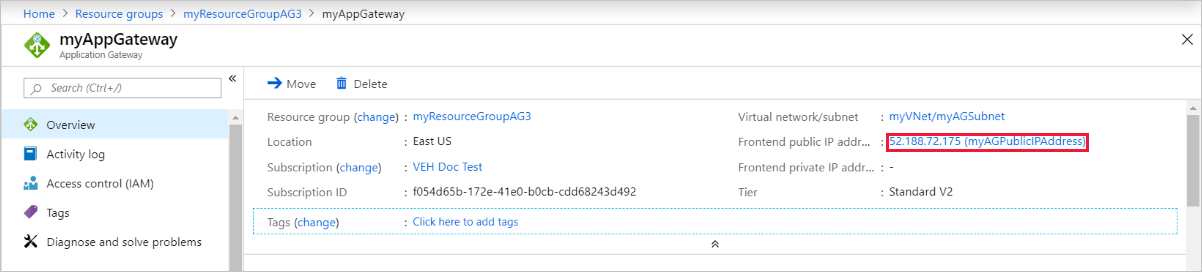 Home > Resource groups > myResourceGroupAG3 > myAppGateway
myAppGateway
Application Gateway
Search (Ctrl+/)
«
Overview
Activity log
Access control (IAM)
Tags
Diagnose and solve problems
Move Delete
Resource group (change) : myResourceGroupAG3
Location : East US
Subscription (change) : VEH Doc Test
Subscription ID : f054d65b-172e-41e0-b0cb-cdd68243d492
Virtual network/subnet : myVNet/myAGSubnet
Frontend public IP addr... : 52.188.72.175 (myAGPublicIPAddress)
Frontend private IP addr... : -
Tier : Standard V2
Tags (change) : Click here to add tags